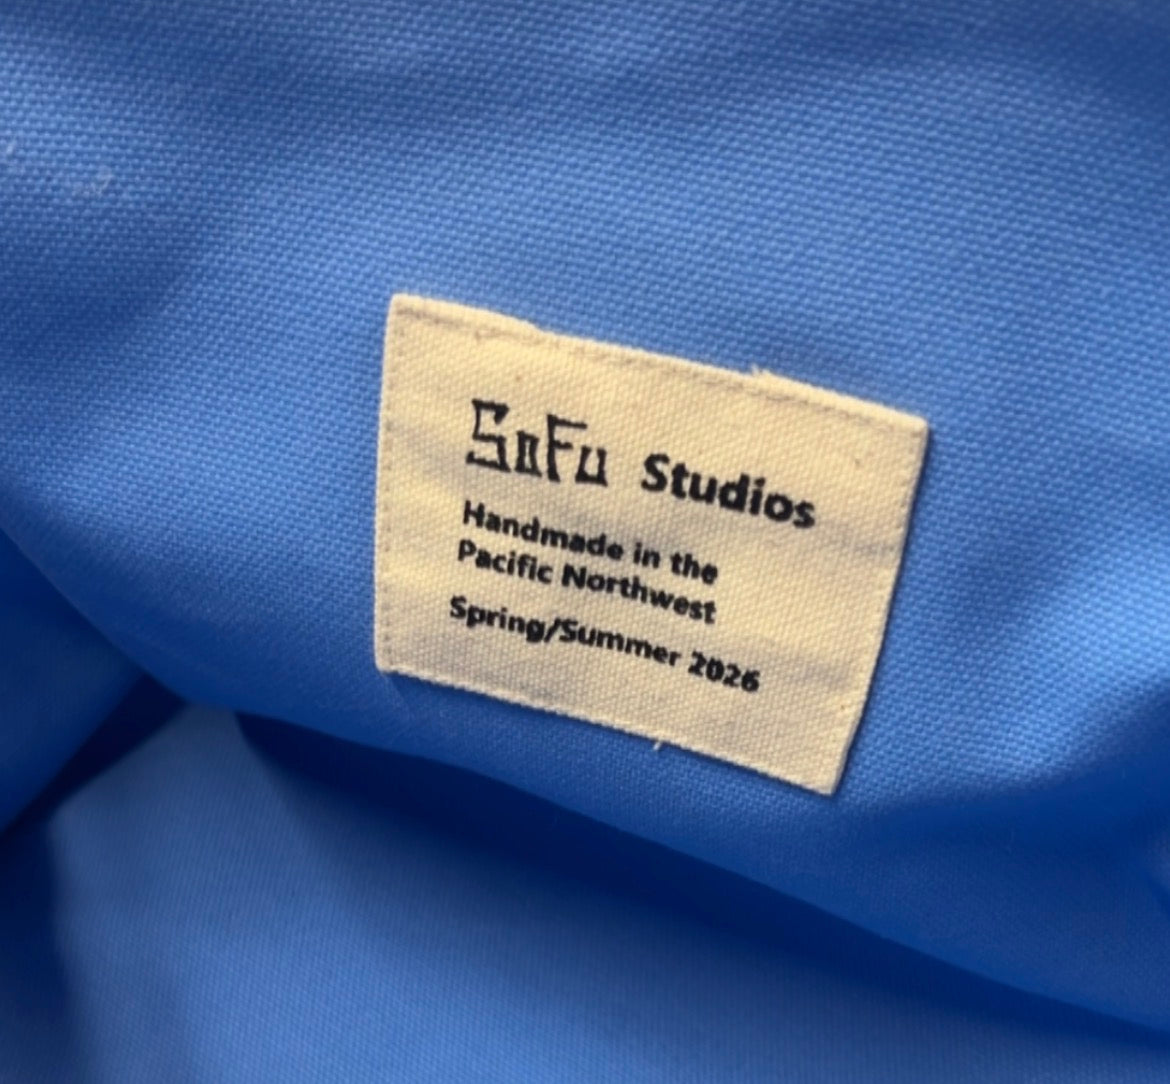 SoFu Studios
Handmade in the
Pacific Northwest
Spring/Summer 2026